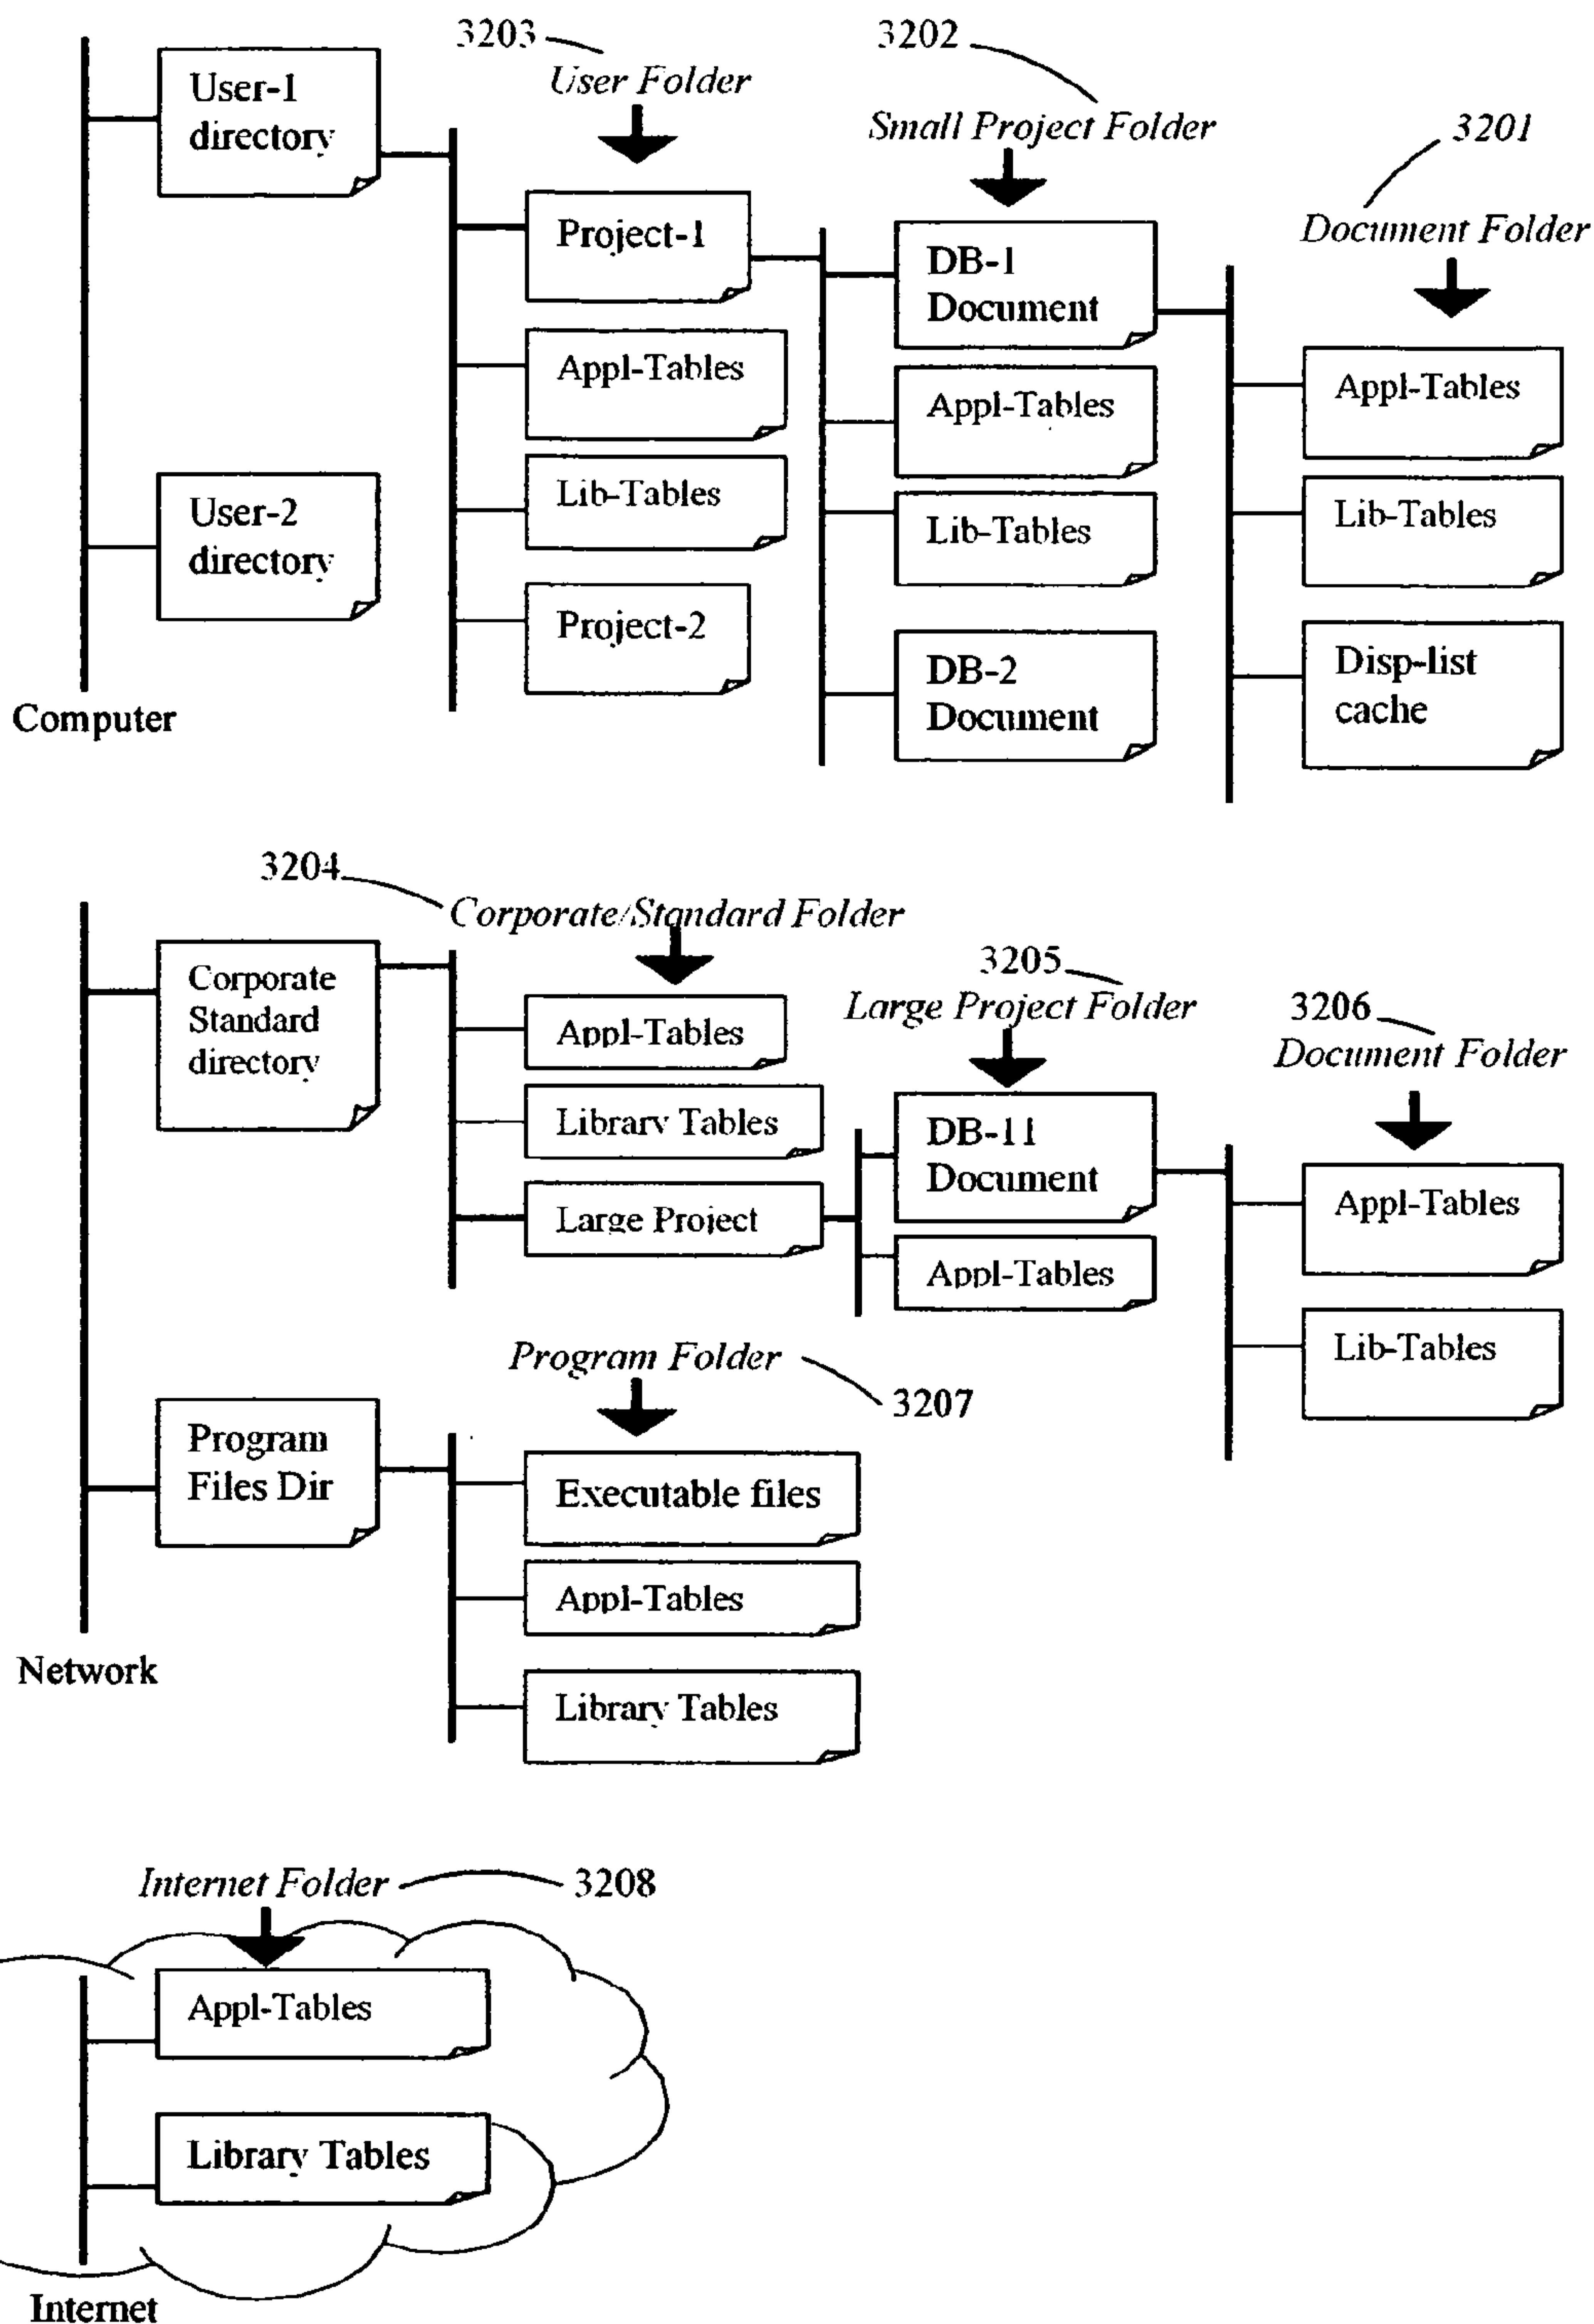 3203
User Folder
3202
Small Project Folder
3201
Document Folder
User-1
directory
User-2
directory
Computer
Project-1
Appl-Tables
Lib-Tables
Project-2
DB-1
Document
Appl-Tables
Lib-Tables
DB-2
Document
Appl-Tables
Lib-Tables
Disp-list
cache
3204
Corporate/Standard Folder
3205
Large Project Folder
3206
Document Folder
Corporate
Standard
directory
Appl-Tables
Library Tables
Large Project
DB-11
Document
Appl-Tables
Appl-Tables
Lib-Tables
Program Folder
3207
Program
Files Dir
Executable files
Appl-Tables
Library Tables
Network
Internet Folder
3208
Appl-Tables
Library Tables
Internet